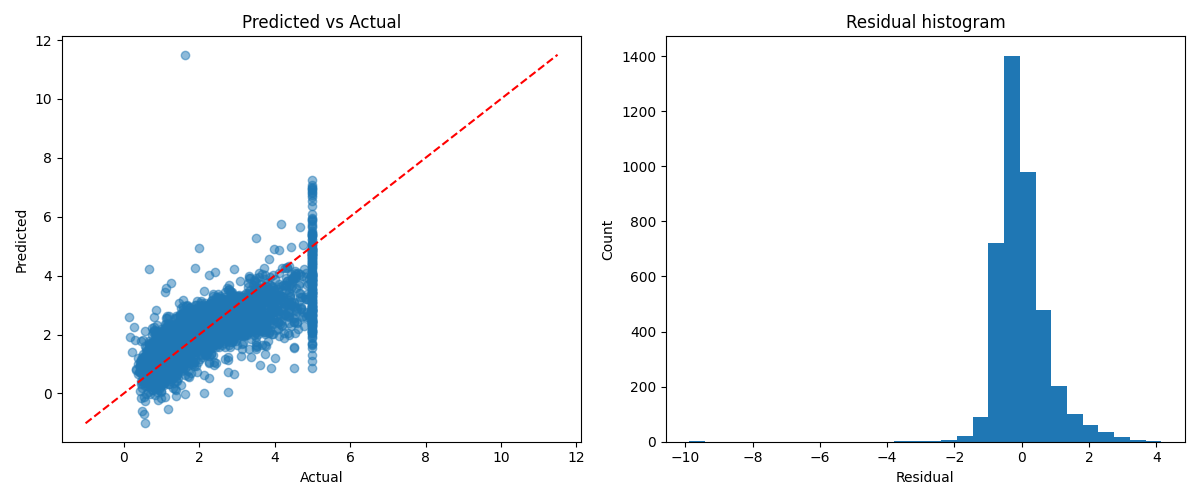 Predicted vs Actual
12
10
8
6
4
2
0
Predicted
0 2 4 6 8 10 12
Actual
Residual histogram
1400
1200
1000
800
600
400
200
0
Count
−10 −8 −6 −4 −2 0 2 4
Residual